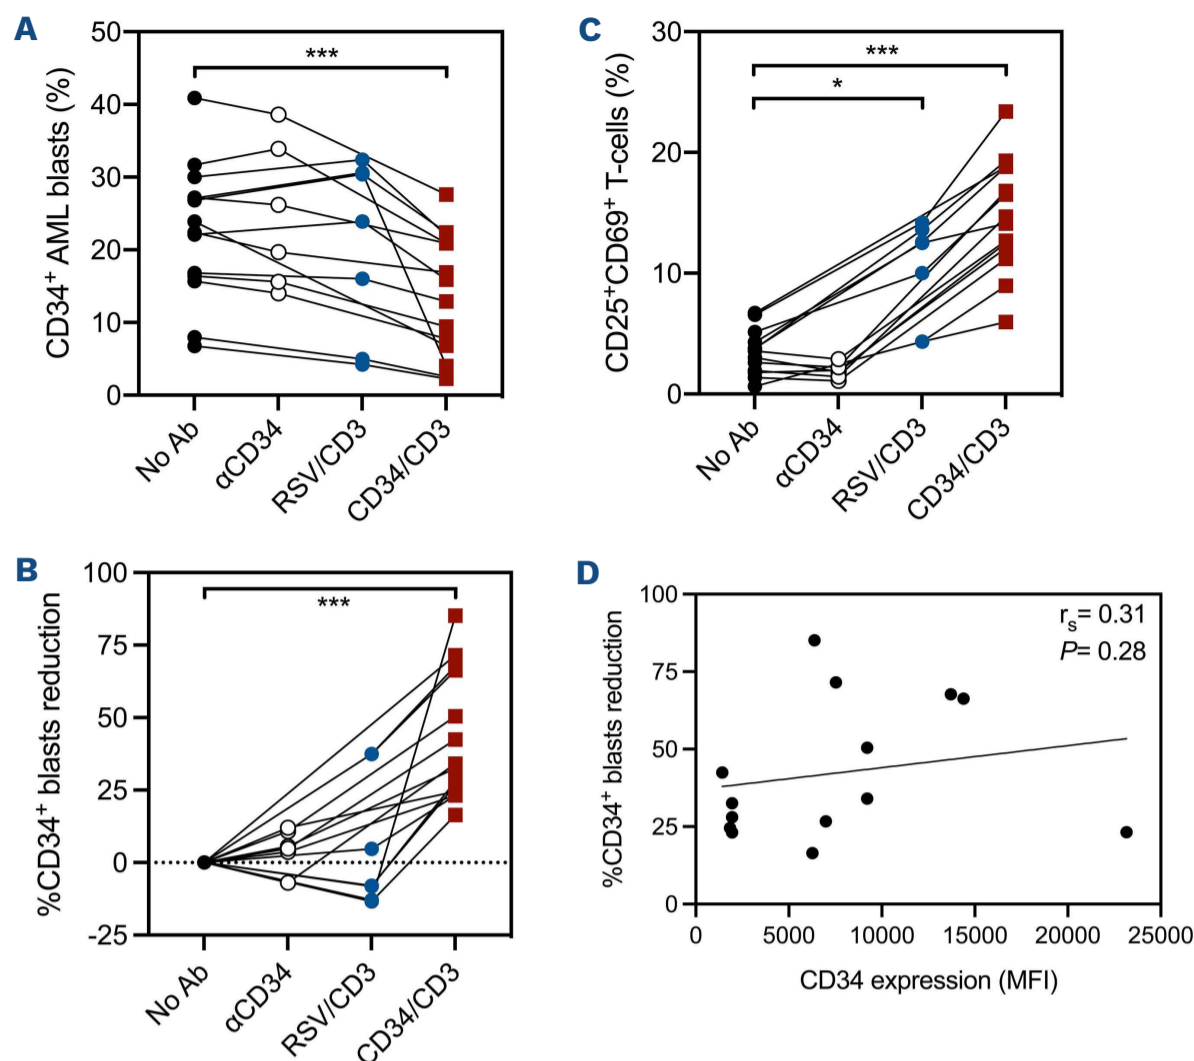 A
CD34+ AML blasts (%)
50
40
30
20
10
0
***
No Ab
αCD34
RSV/CD3
CD34/CD3
C
CD25+CD69+ T-cells (%)
30
20
10
0
***
*
No Ab
αCD34
RSV//CD3
CD34/CD3
B
%CD34+ blasts reduction
100
75
50
25
0
-25
***
No Ab
αCD34
RSV//CD3
CD34/CD3
D
%CD34+ blasts reduction
100
75
50
25
0
rs= 0.31
P= 0.28
0
5000
10000
15000
20000
25000
CD34 expression (MFI)